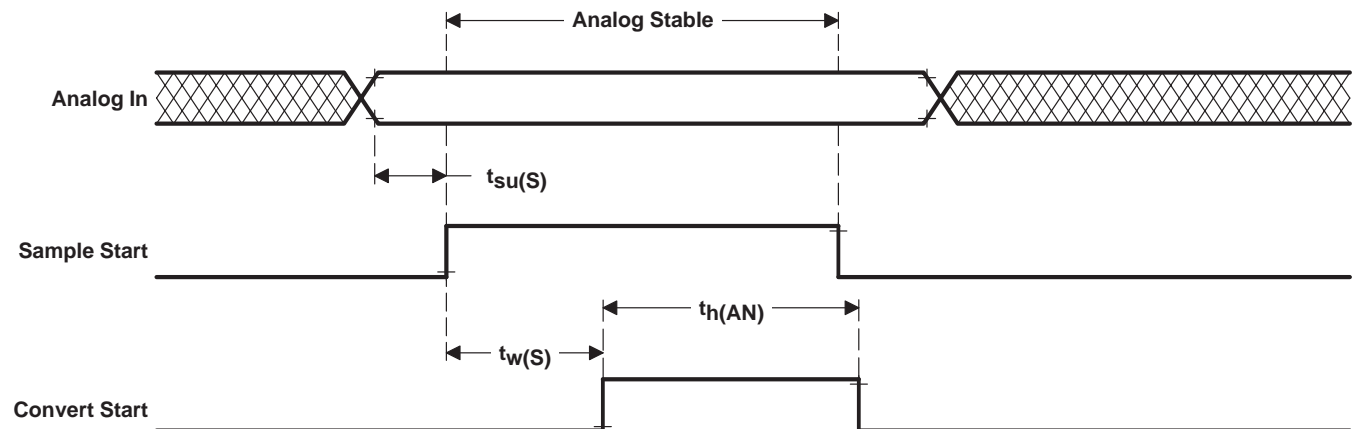 Analog Stable
Analog In
tsu(S)
Sample Start
th(AN)
tw(S)
Convert Start